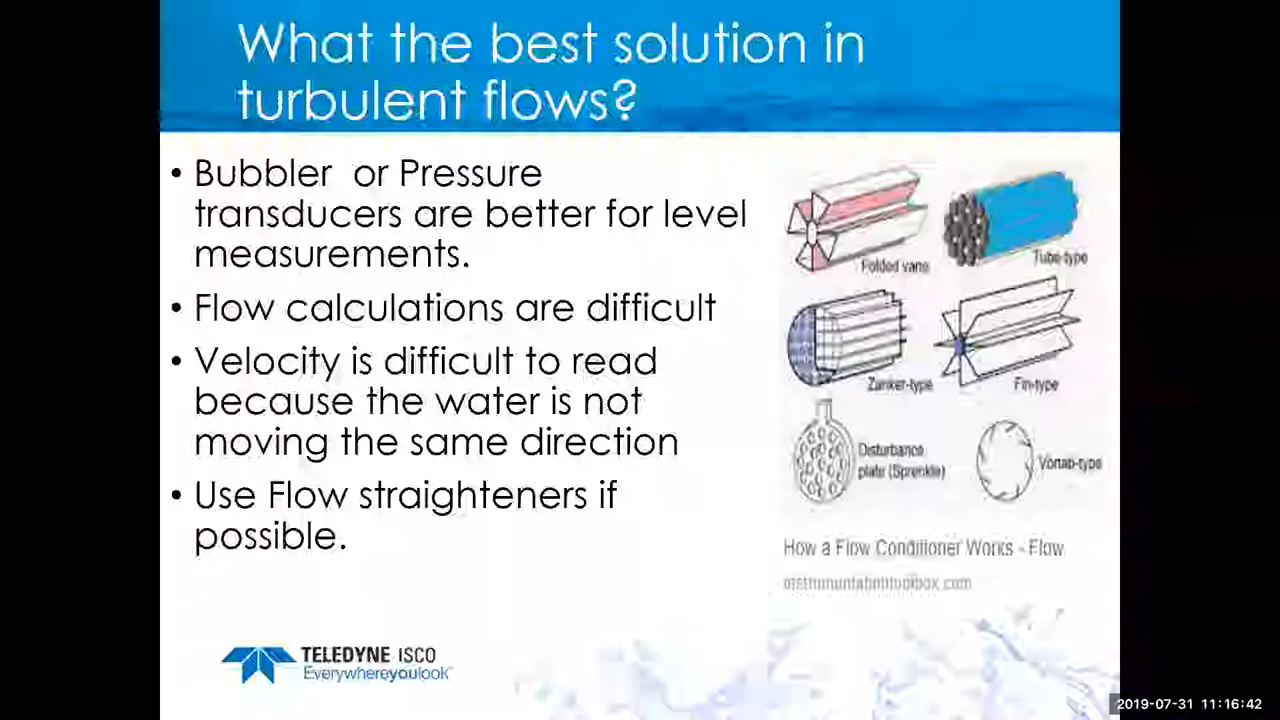 What the best solution in
turbulent flows?
• Bubbler or Pressure
transducers are better for level
measurements.
• Flow calculations are difficult
• Velocity is difficult to read
because the water is not
moving the same direction
• Use Flow straighteners if
possible.
Folded vane
Tube-type
Zanker-type
Fin-type
Disturbance
plate (Sprenkle)
Vortab-type
How a Flow Conditioner Works - Flow
TELEDYNE ISCO
Everywhereyoulook™
2019-07-31 11:16:42